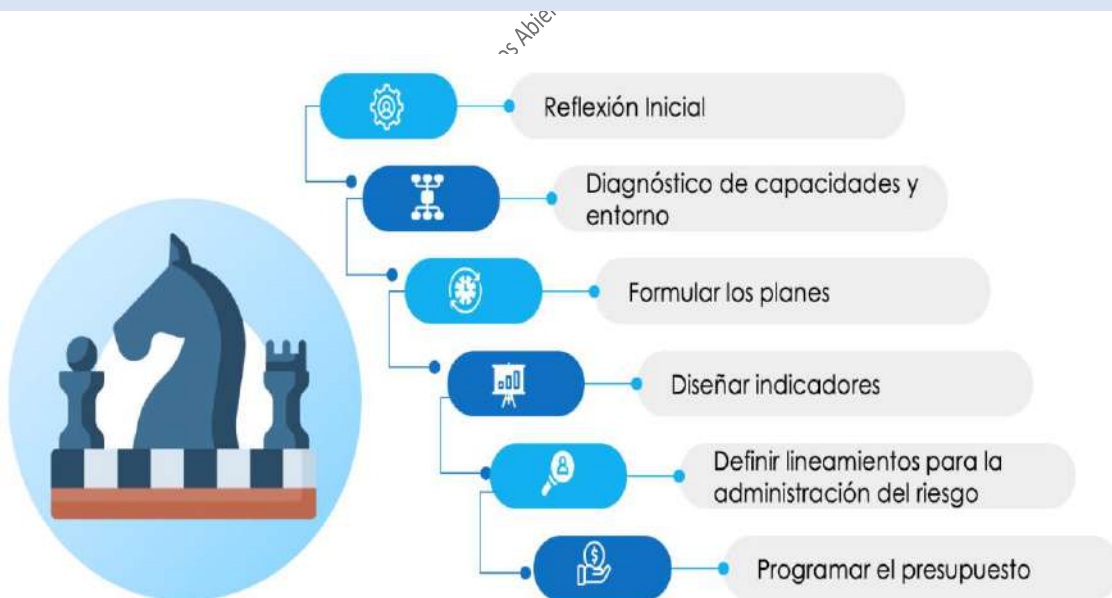 Reflexión Inicial
Diagnóstico de capacidades y
entorno
Formular los planes
Diseñar indicadores
Definir lineamientos para la
administración del riesgo
Programar el presupuesto